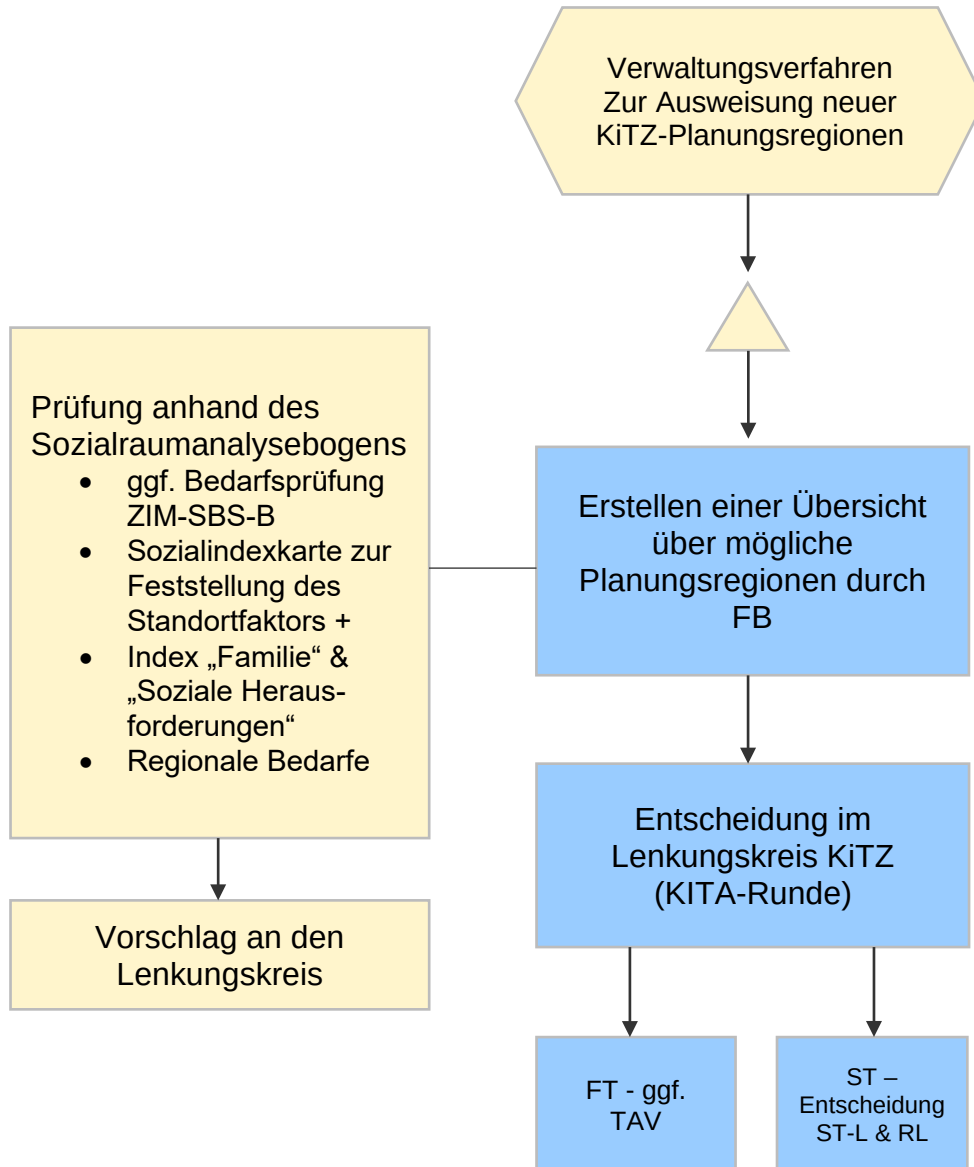 Verwaltungsverfahren
Zur Ausweisung neuer
KiTZ-Planungsregionen
Prüfung anhand des
Sozialraumanalysebogens
• ggf. Bedarfsprüfung
ZIM-SBS-B
• Sozialindexkarte zur
Feststellung des
Standortfaktors +
• Index „Familie“ &
„Soziale Heraus-
forderungen“
• Regionale Bedarfe
Erstellen einer Übersicht
über mögliche
Planungsregionen durch
FB
Vorschlag an den
Lenkungskreis
Entscheidung im
Lenkungskreis KiTZ
(KITA-Runde)
FT - ggf.
TAV
ST –
Entscheidung
ST-L & RL